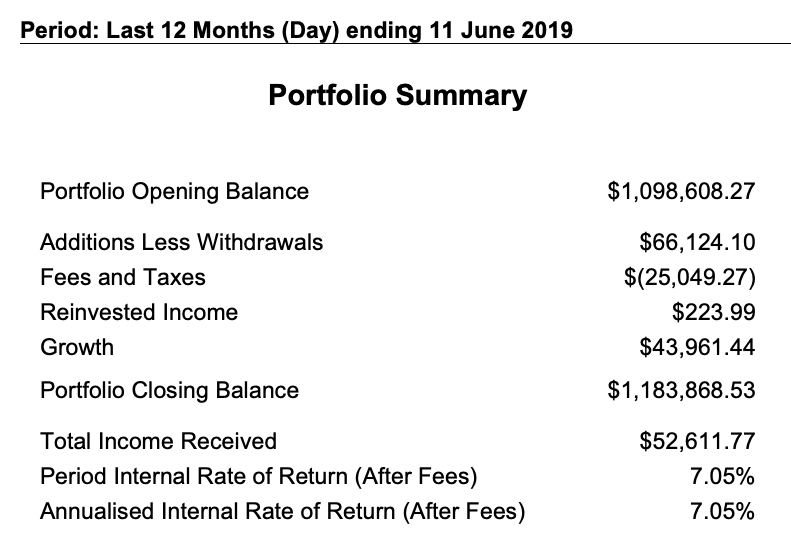 Period: Last 12 Months (Day) ending 11 June 2019
Portfolio Summary
Portfolio Opening Balance $1,098,608.27
Additions Less Withdrawals $66,124.10
Fees and Taxes $(25,049.27)
Reinvested Income $223.99
Growth $43,961.44
Portfolio Closing Balance $1,183,868.53
Total Income Received $52,611.77
Period Internal Rate of Return (After Fees) 7.05%
Annualised Internal Rate of Return (After Fees) 7.05%